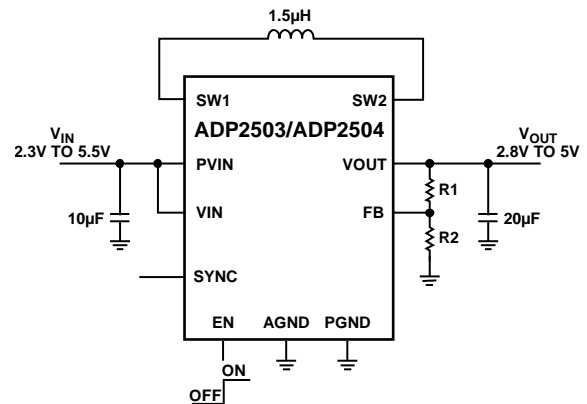 1.5µH
SW1
SW2
ADP2503/ADP2504
VIN
2.3V TO 5.5V
PVIN
VOUT
VOUT
2.8V TO 5V
R1
10µF
VIN
FB
R2
20µF
SYNC
EN
AGND
PGND
ON
OFF